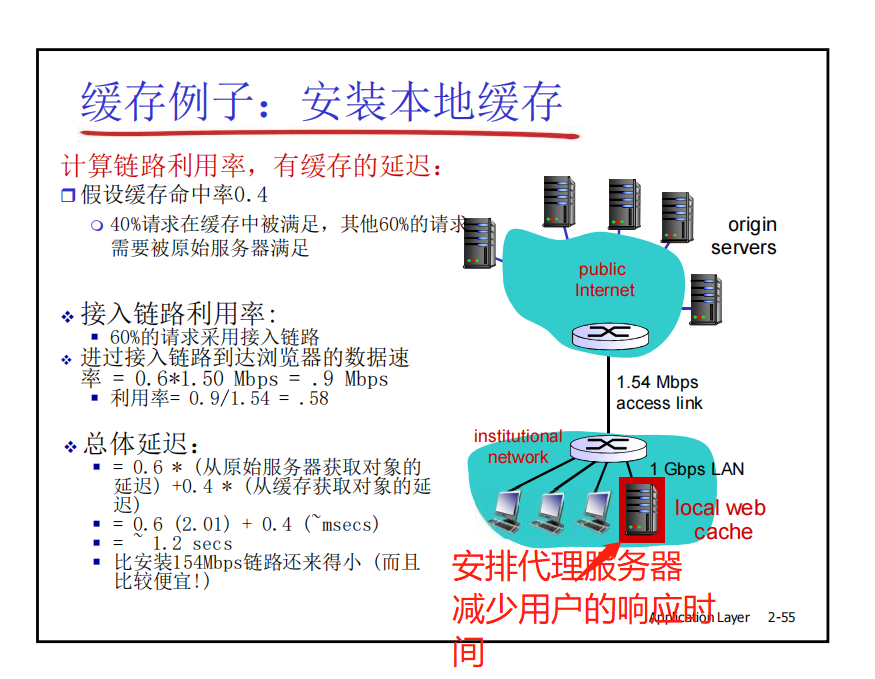 缓存例子：安装本地缓存
计算链路利用率，有缓存的延迟：
假设缓存命中率0.4
40%请求在缓存中被满足，其他60%的请求
需要被原始服务器满足
接入链路利用率：
60%的请求采用接入链路
进过接入链路到达浏览器的数据速
率 = 0.6*1.50 Mbps = .9 Mbps
利用率= 0.9/1.54 = .58
总体延迟：
= 0.6 * (从原始服务器获取对象的
延迟) +0.4 * (从缓存获取对象的延
迟)
= 0.6 (2.01) + 0.4 (~msecs)
= ~ 1.2 secs
比安装154Mbps链路还来得小 (而且
比较便宜!)
origin
servers
public
Internet
1.54 Mbps
access link
institutional
network
1 Gbps LAN
local web
cache
安排代理服务器
减少用户的响应时
间
Application Layer 2-55